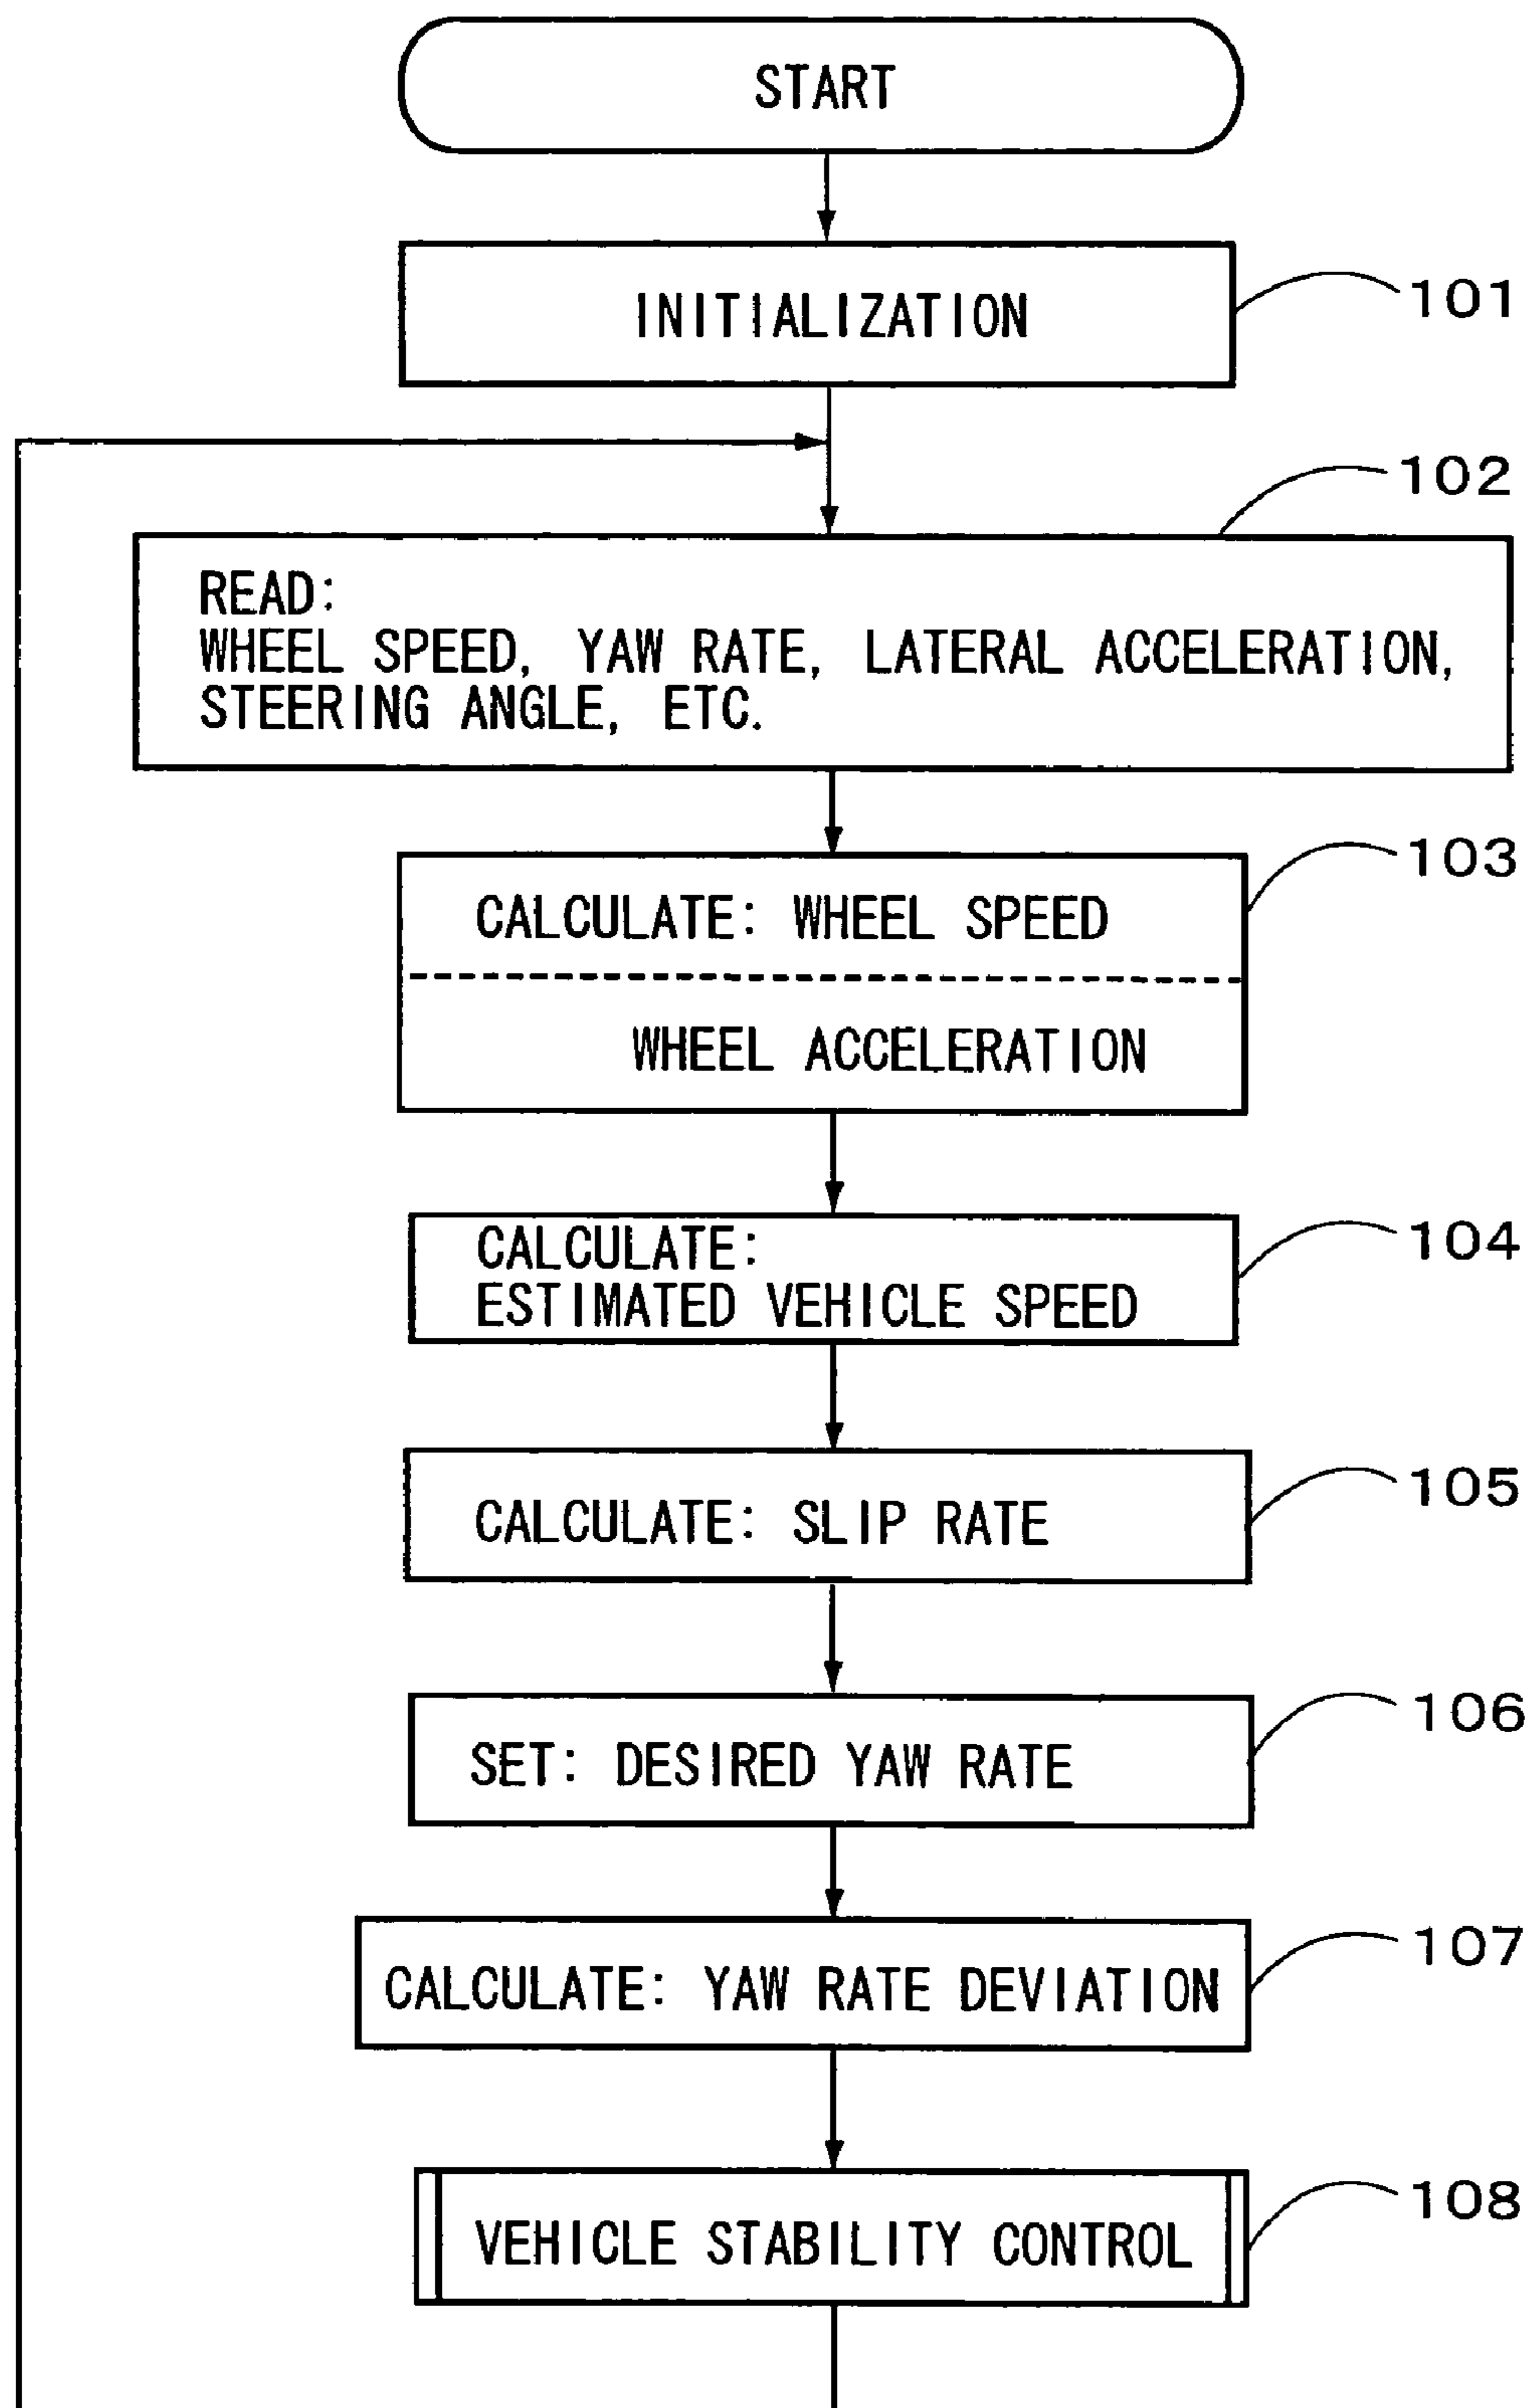 START
INITIALIZATION
101
102
READ:
WHEEL SPEED, YAW RATE, LATERAL ACCELERATION,
STEERING ANGLE, ETC.
103
CALCULATE: WHEEL SPEED
WHEEL ACCELERATION
104
CALCULATE:
ESTIMATED VEHICLE SPEED
105
CALCULATE: SLIP RATE
106
SET: DESIRED YAW RATE
107
CALCULATE: YAW RATE DEVIATION
108
VEHICLE STABILITY CONTROL